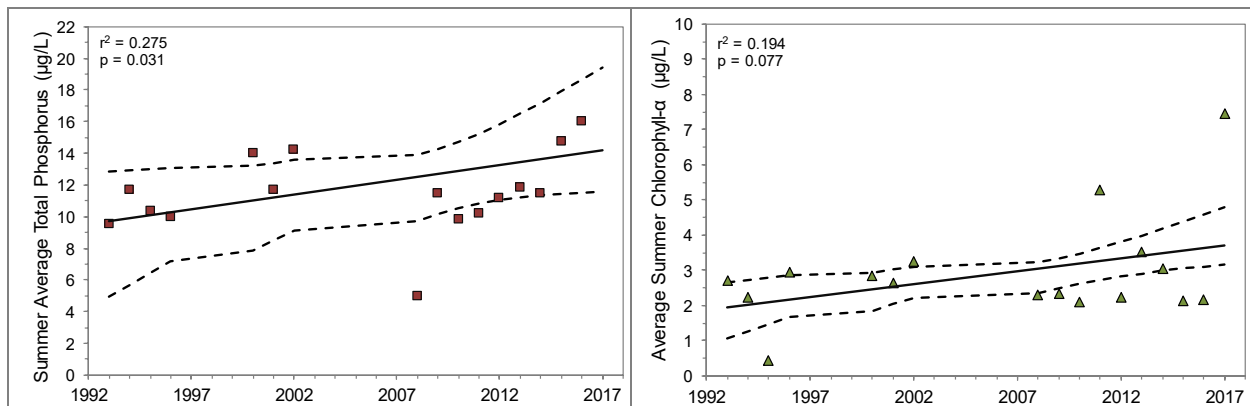 Summer Average Total Phosphorus (µg/L)
22
20
18
16
14
12
10
8
6
4
2
0
r² = 0.275
p = 0.031
1992 1997 2002 2007 2012 2017
Average Summer Chlorophyll-α (µg/L)
10
9
8
7
6
5
4
3
2
1
0
r² = 0.194
p = 0.077
1992 1997 2002 2007 2012 2017